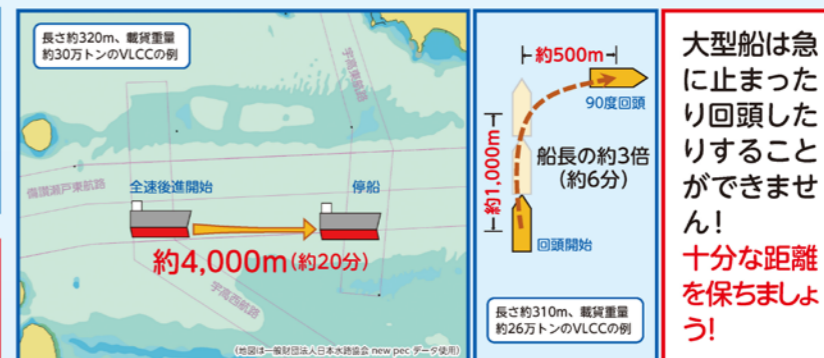 長さ約320m、載貨重量
約30万トンのVLCCの例
宇高東航路
備讃瀬戸東航路
全速後進開始
停船
約4,000m(約20分)
宇高西航路
(地図は一般財団法人日本水路協会 new pec データ使用)
約500m
90度回頭
約1,000m
船長の約3倍
(約6分)
回頭開始
長さ約310m、載貨重量
約26万トンのVLCCの例
大型船は急
に止まった
り回頭した
りすること
ができませ
ん!
十分な距離
を保ちましょ
う!